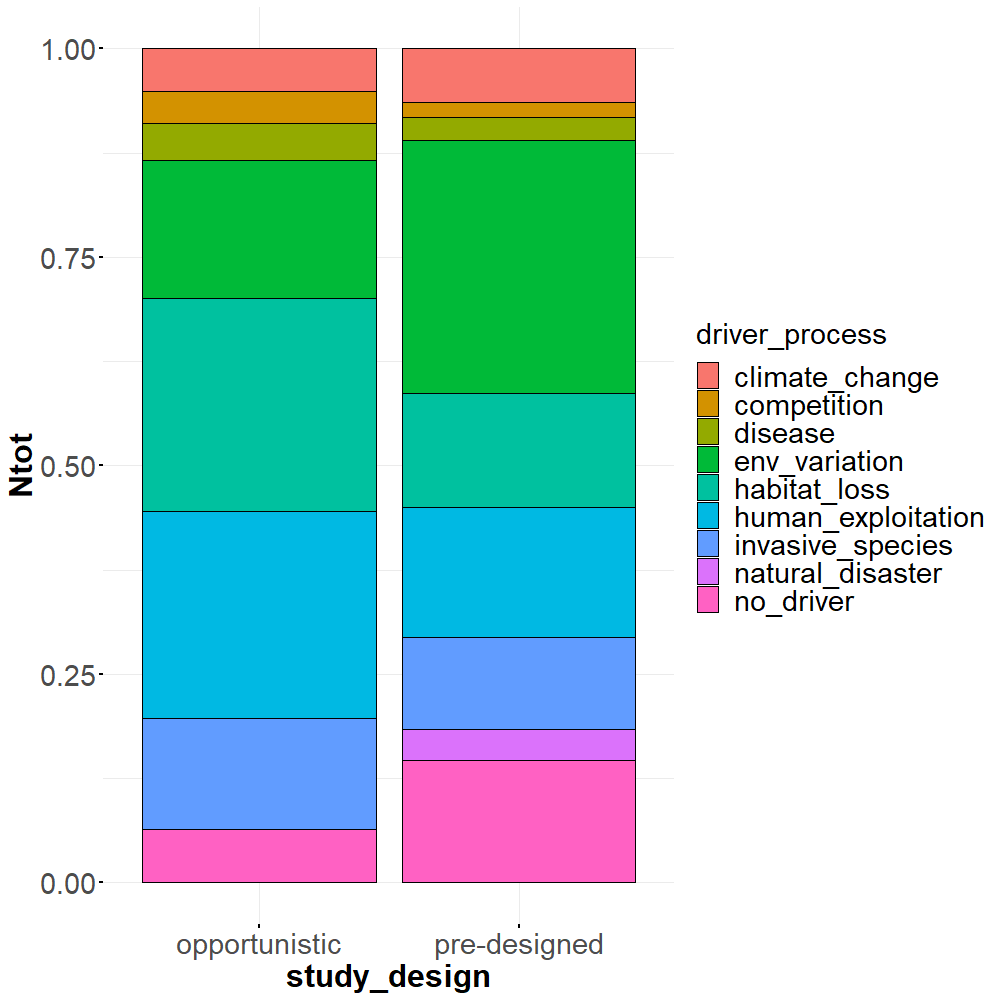 1.00
0.75
0.50
0.25
0.00
Ntot
opportunistic
pre-designed
study_design
driver_process
climate_change
competition
disease
env_variation
habitat_loss
human_exploitation
invasive_species
natural_disaster
no_driver